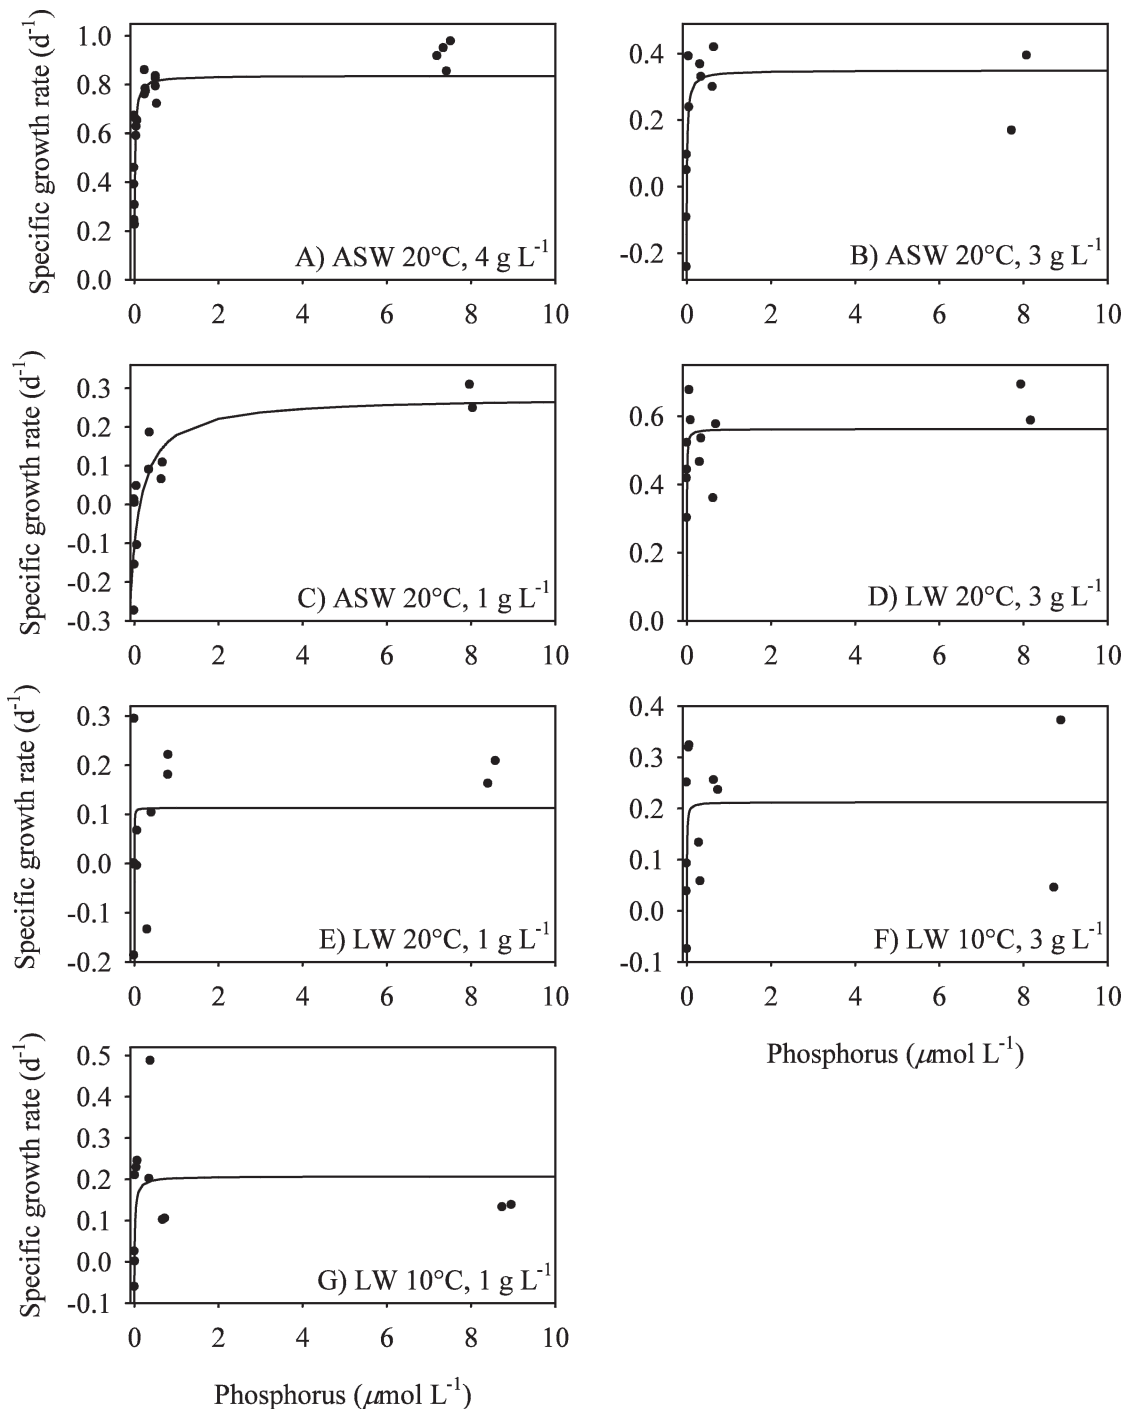 Specific growth rate (d-1)
1.0
0.8
0.6
0.4
0.2
0.0
A) ASW 20°C, 4 g L-1
0 2 4 6 8 10
0.4
0.2
0.0
-0.2
B) ASW 20°C, 3 g L-1
0 2 4 6 8 10
Specific growth rate (d-1)
0.3
0.2
0.1
0.0
-0.1
-0.2
-0.3
C) ASW 20°C, 1 g L-1
0 2 4 6 8 10
0.6
0.4
0.2
0.0
D) LW 20°C, 3 g L-1
0 2 4 6 8 10
Specific growth rate (d-1)
0.3
0.2
0.1
0.0
-0.1
-0.2
E) LW 20°C, 1 g L-1
0 2 4 6 8 10
0.4
0.3
0.2
0.1
0.0
-0.1
F) LW 10°C, 3 g L-1
0 2 4 6 8 10
Phosphorus (μmol L-1)
Specific growth rate (d-1)
0.5
0.4
0.3
0.2
0.1
0.0
-0.1
G) LW 10°C, 1 g L-1
0 2 4 6 8 10
Phosphorus (μmol L-1)